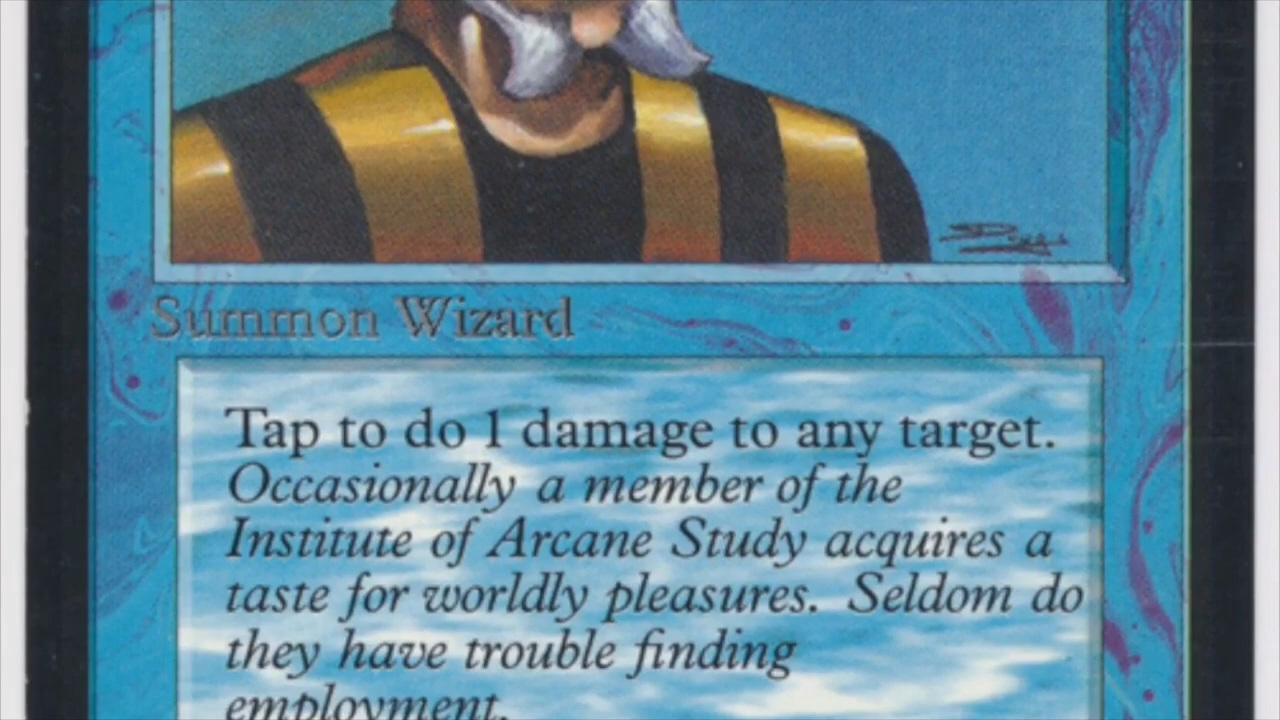 Summon Wizard
Tap to do 1 damage to any target.
Occasionally a member of the
Institute of Arcane Study acquires a
taste for worldly pleasures. Seldom do
they have trouble finding
employment.